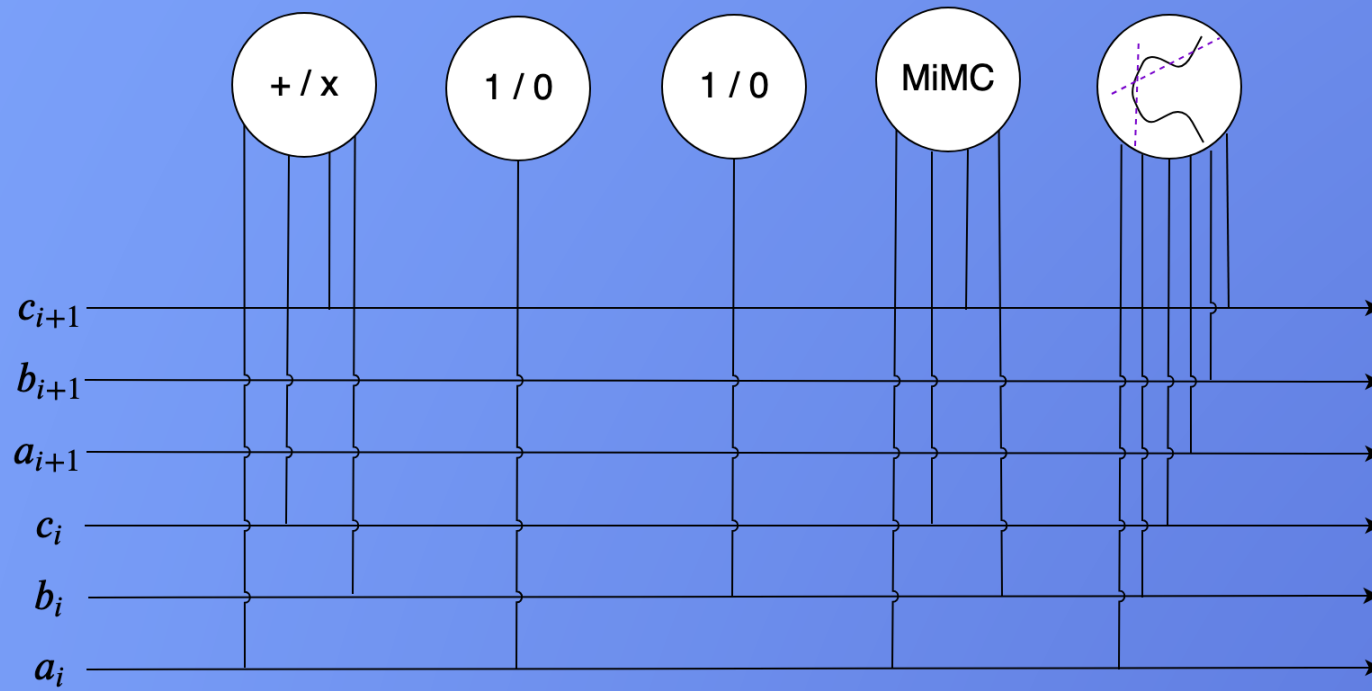 + / x
1 / 0
1 / 0
MiMC
c_{i+1}
b_{i+1}
a_{i+1}
c_i
b_i
a_i